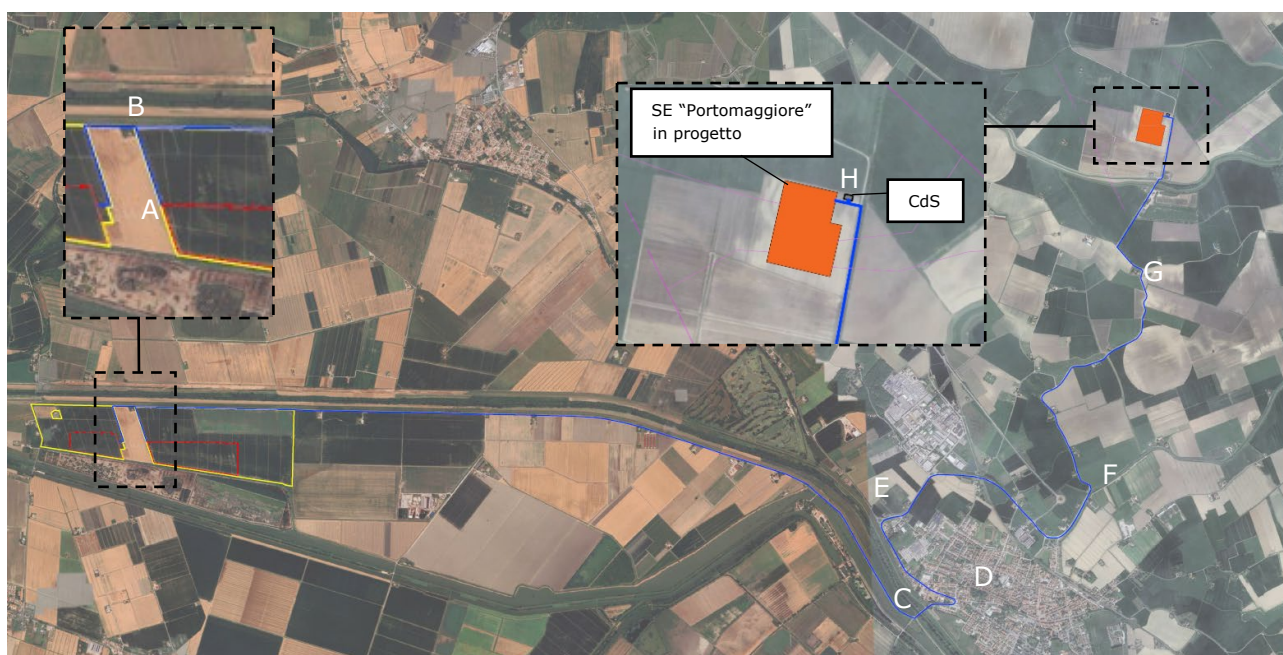 B
A
SE “Portomaggiore”
in progetto
H
CdS
G
F
E
D
C